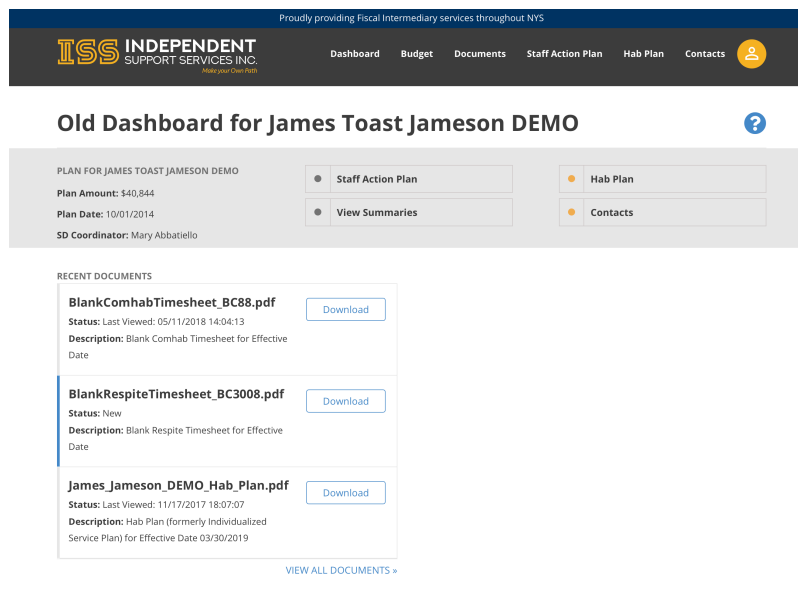 Proudly providing Fiscal Intermediary services throughout NYS
ISS INDEPENDENT
SUPPORT SERVICES INC.
Make your Own Path
Dashboard Budget Documents Staff Action Plan Hab Plan Contacts
Old Dashboard for James Toast Jameson DEMO
?
PLAN FOR JAMES TOAST JAMESON DEMO
Plan Amount: $40,844
Plan Date: 10/01/2014
SD Coordinator: Mary Abbatiello
Staff Action Plan
Hab Plan
View Summaries
Contacts
RECENT DOCUMENTS
BlankComhabTimesheet_BC88.pdf
Download
Status: Last Viewed: 05/11/2018 14:04:13
Description: Blank Comhab Timesheet for Effective
Date
BlankRespiteTimesheet_BC3008.pdf
Download
Status: New
Description: Blank Respite Timesheet for Effective
Date
James_Jameson_DEMO_Hab_Plan.pdf
Download
Status: Last Viewed: 11/17/2017 18:07:07
Description: Hab Plan (formerly Individualized
Service Plan) for Effective Date 03/30/2019
VIEW ALL DOCUMENTS »